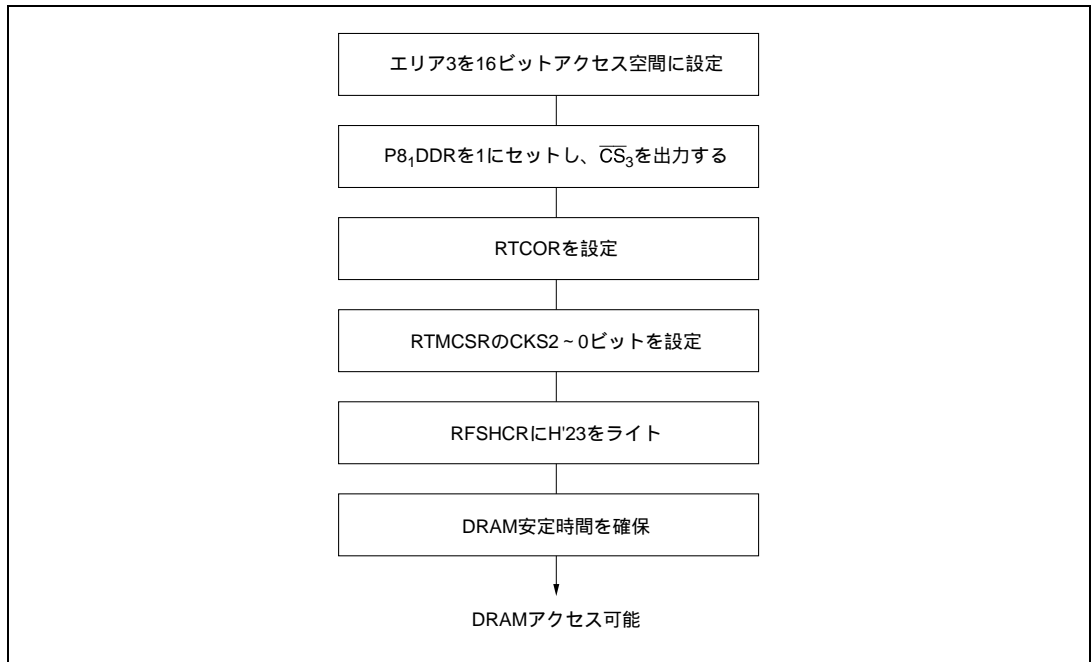 エリア3を16ビットアクセス空間に設定
P8₁DDRを1にセットし、C̅S̅₃を出力する
RTCORを設定
RTMCSRのCKS2~0ビットを設定
RFSHCRにH'23をライト
DRAM安定時間を確保
DRAMアクセス可能